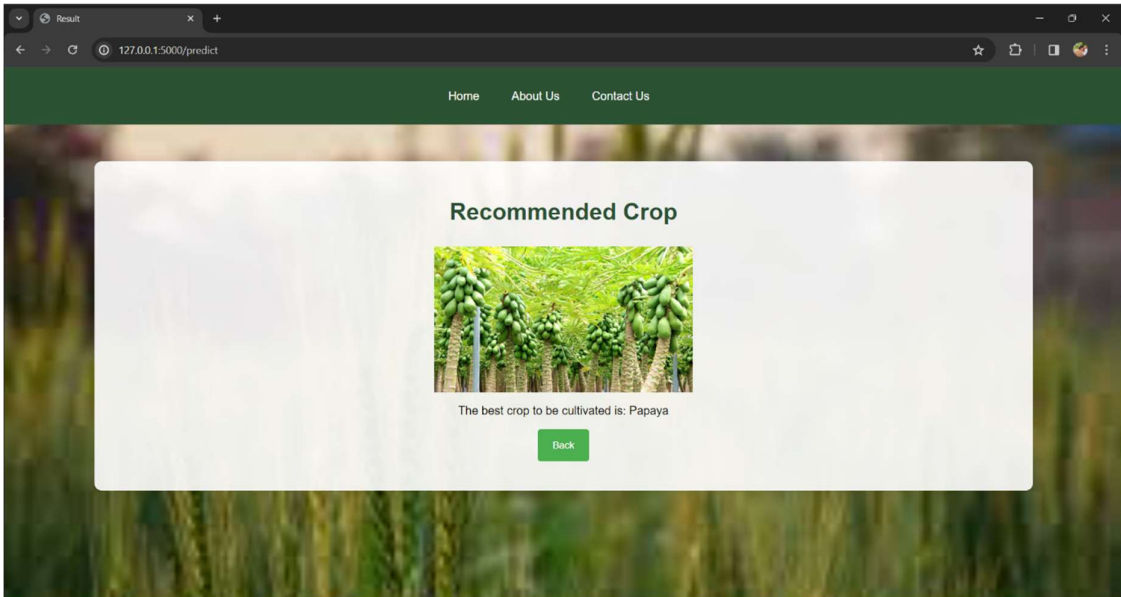 Result
127.0.0.1:5000/predict
Home About Us Contact Us
Recommended Crop
The best crop to be cultivated is: Papaya
Back